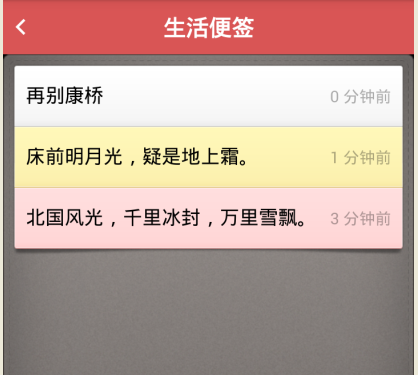 生活便签
再别康桥 0 分钟前
床前明月光，疑是地上霜。 1 分钟前
北国风光，千里冰封，万里雪飘。 3 分钟前